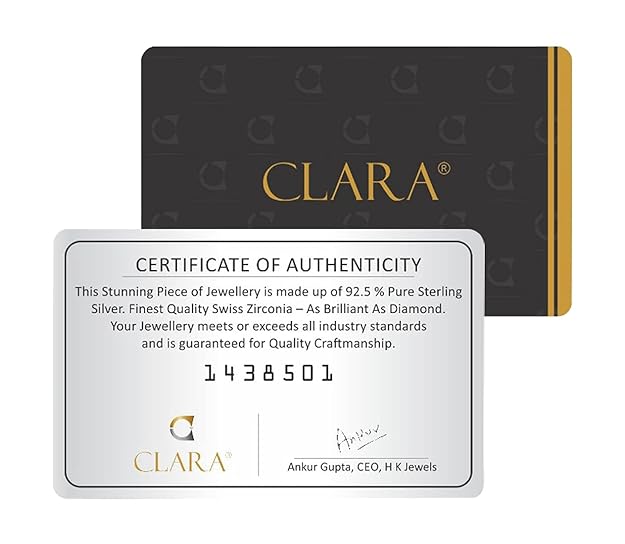 CLARA®
CERTIFICATE OF AUTHENTICITY
This Stunning Piece of Jewellery is made up of 92.5 % Pure Sterling
Silver. Finest Quality Swiss Zirconia – As Brilliant As Diamond.
Your Jewellery meets or exceeds all industry standards
and is guaranteed for Quality Craftmanship.
1438501
CLARA®
Ankur
Ankur Gupta, CEO, H K Jewels